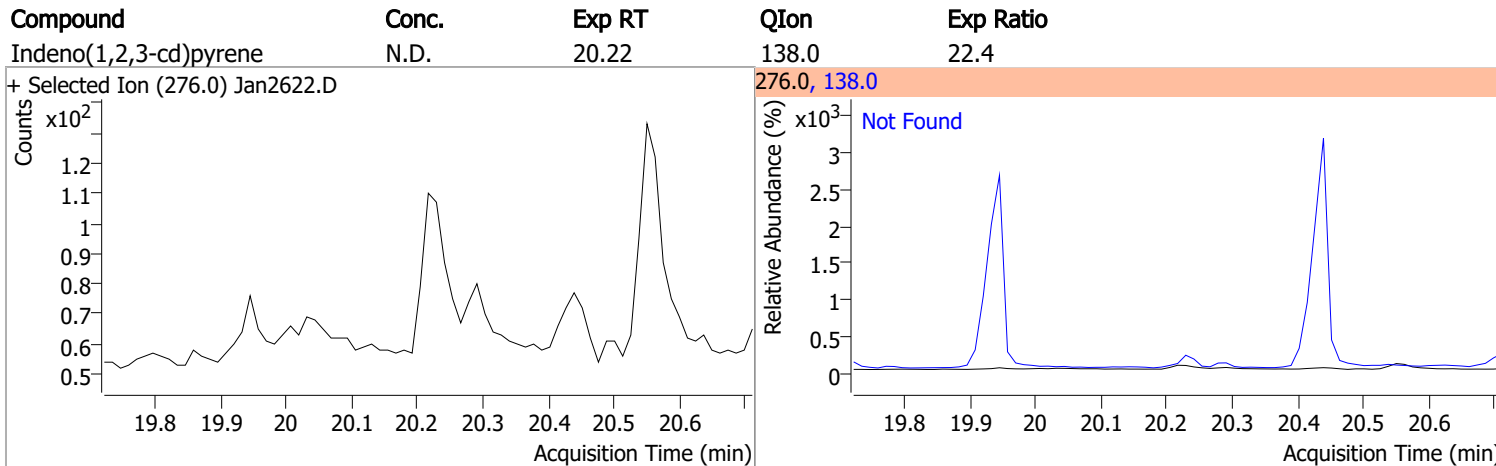 Compound Conc. Exp RT QIon Exp Ratio
Indeno(1,2,3-cd)pyrene N.D. 20.22 138.0 22.4
+ Selected Ion (276.0) Jan2622.D
Counts
x10²
1.2
1.1
1
0.9
0.8
0.7
0.6
0.5
19.8 19.9 20 20.1 20.2 20.3 20.4 20.5 20.6
Acquisition Time (min)
276.0, 138.0
Relative Abundance (%)
x10³
Not Found
3
2.5
2
1.5
1
0.5
0
19.8 19.9 20 20.1 20.2 20.3 20.4 20.5 20.6
Acquisition Time (min)